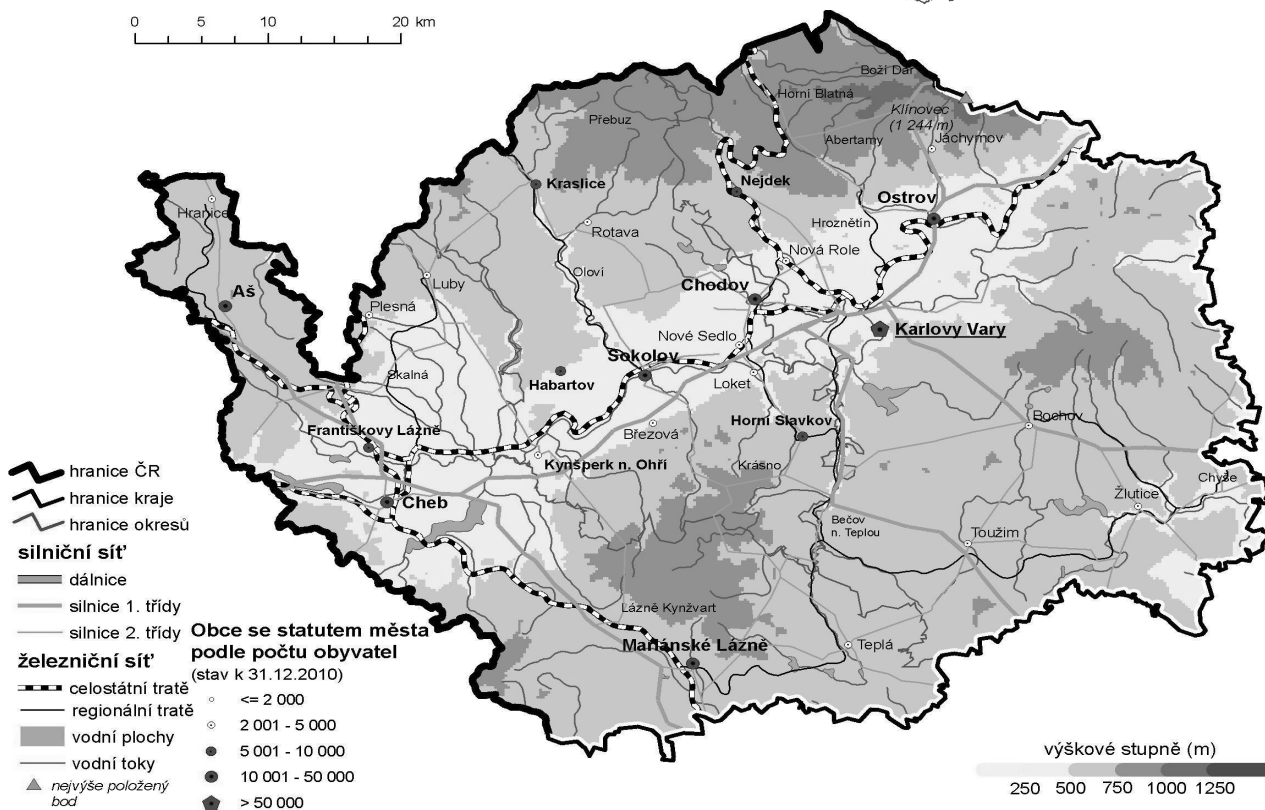 0 5 10 20 km
Boží Dar
Horní Blatná
Klínovec
(1 244 m)
Přebuz
Abertamy
Jáchymov
Kraslice
Nejdek
Ostrov
Hranice
Rotava
Hroznětín
Nová Role
Oloví
Luby
Chodov
Aš
Plesná
Karlovy Vary
Nové Sedlo
Sokolov
Skalná
Habartov
Loket
Bochov
Františkovy Lázně
Březová
Horní Slavkov
Kynšperk n. Ohří
Krásno
Chyše
Žlutice
Cheb
Bečov
n. Teplou
Toužim
Lázně Kynžvart
Mariánské Lázně
Teplá
hranice ČR
hranice kraje
hranice okresů
silniční síť
dálnice
silnice 1. třídy
silnice 2. třídy
železniční síť
celostátní tratě
regionální tratě
vodní plochy
vodní toky
nejvýše položený
bod
Obce se statutem města
podle počtu obyvatel
(stav k 31.12.2010)
<= 2 000
2 001 - 5 000
5 001 - 10 000
10 001 - 50 000
> 50 000
výškové stupně (m)
250 500 750 1000 1250